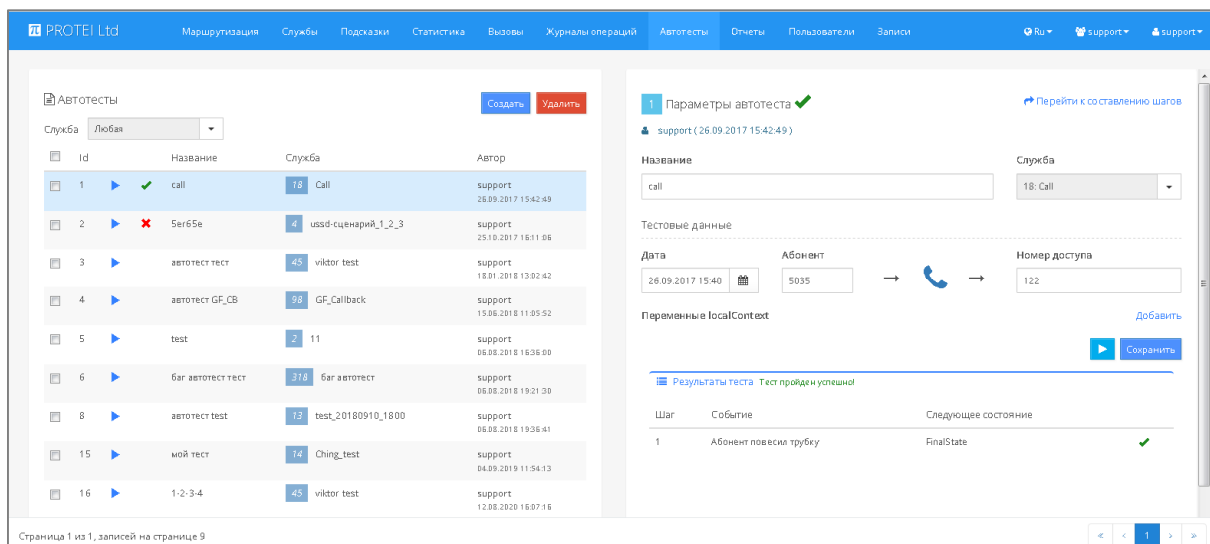 PROTEI Ltd Маршрутизация Службы Подсказки Статистика Вызовы Журналы операций Автотесты Отчеты Пользователи Записи Ru support support
Автотесты Создать Удалить
Служба Любая
Id Название Служба Автор
1 call 18 Call support
26.09.2017 15:42:49
2 5er65e 4 ussd-сценарий_1_2_3 support
25.10.2017 16:11:06
3 автотест тест 45 viktor test support
18.01.2018 13:02:42
4 автотест GF_CB 98 GF_Callback support
15.06.2018 11:05:52
5 test 2 11 support
06.08.2018 16:36:00
6 баг автотест тест 318 баг автотест support
06.08.2018 19:21:30
8 автотест test 13 test_20180910_1800 support
06.08.2018 19:36:41
15 мой тест 14 Ching_test support
04.09.2019 11:54:13
16 1-2-3-4 45 viktor test support
12.08.2020 16:07:16
1 Параметры автотеста Перейти к составлению шагов
support ( 26.09.2017 15:42:49 )
Название Служба
call 18: Call
Тестовые данные
Дата Абонент Номер доступа
26.09.2017 15:40 5035 → → 122
Переменные localContext Добавить
Сохранить
Результаты теста Тест пройден успешно!
Шаг Событие Следующее состояние
1 Абонент повесил трубку FinalState
Страница 1 из 1, записей на странице 9 « ‹ 1 › »